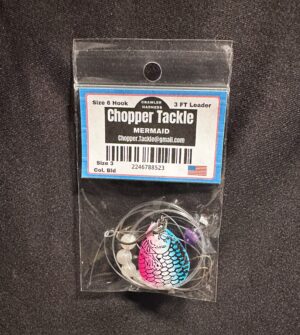 CRAWLER
HARNESS
Size 6 Hook
3 FT Leader
Chopper Tackle
MERMAID
Chopper.Tackle@gmail.com
Size 3
Col. Bld
2246788523